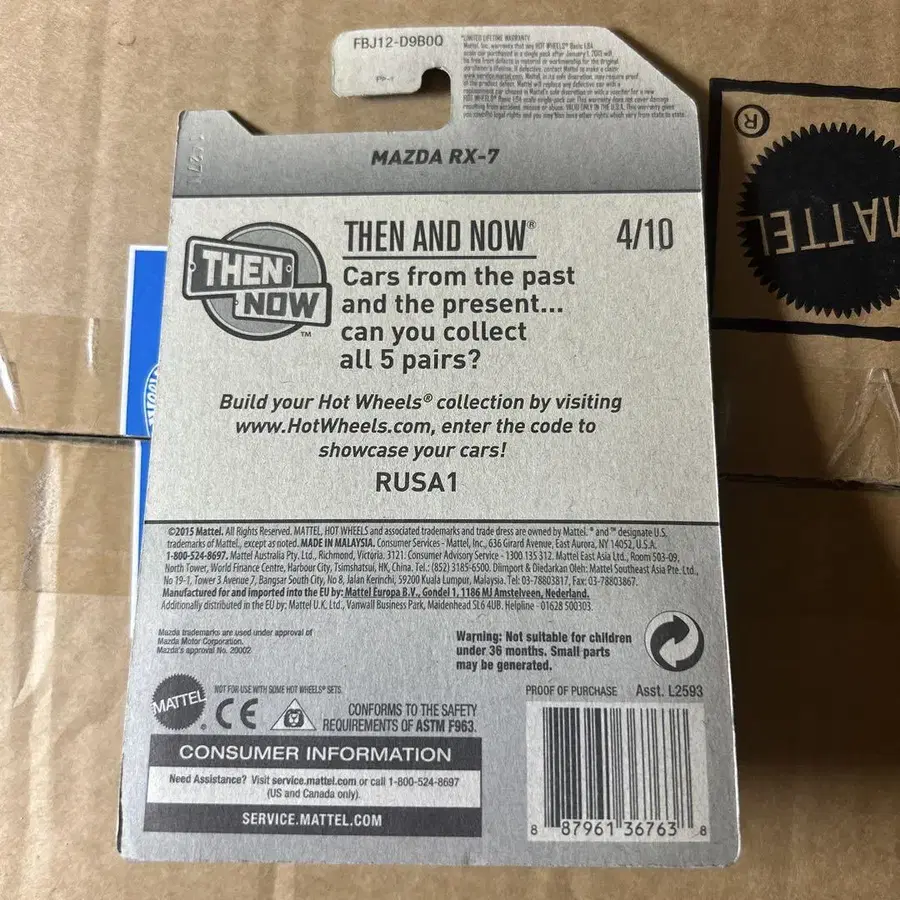 FBJ12-D9B0Q
*LIMITED LIFETIME WARRANTY
MAZDA RX-7
THEN NOW™
THEN AND NOW®
4/10
Cars from the past
and the present...
can you collect
all 5 pairs?
Build your Hot Wheels® collection by visiting
www.HotWheels.com, enter the code to
showcase your cars!
RUSA1
©2015 Mattel. All Rights Reserved. MATTEL, HOT WHEELS and associated trademarks and trade dress are owned by Mattel. ® and ™ designate U.S.
trademarks of Mattel, except as noted. MADE IN MALAYSIA. Consumer Services - Mattel, Inc., 636 Girard Avenue, East Aurora, NY 14052, U.S.A.
1-800-524-8697. Mattel Australia Pty. Ltd., Richmond, Victoria. 3121. Consumer Advisory Service - 1300 135 312. Mattel East Asia Ltd., Room 503-09,
North Tower, World Finance Centre, Harbour City, Tsimshatsui, HK, China. Tel.: (852) 3185-6500. Diimport & Diedarkan Oleh: Mattel Southeast Asia Pte. Ltd.,
No 19-1, Tower 3 Avenue 7, Bangsar South City, No 8, Jalan Kerinchi, 59200 Kuala Lumpur, Malaysia. Tel: 03-78803817, Fax: 03-78803867.
Manufactured for and imported into the EU by: Mattel Europa B.V., Gondel 1, 1186 MJ Amstelveen, Nederland.
Additionally distributed in the EU by: Mattel U.K. Ltd., Vanwall Business Park, Maidenhead SL6 4UB. Helpline - 01628 500303.
Mazda trademarks are used under approval of
Mazda Motor Corporation.
Mazda's approval No. 20002
Warning: Not suitable for children
under 36 months. Small parts
may be generated.
NOT FOR USE WITH SOME HOT WHEELS® SETS.
MATTEL
CE
CONFORMS TO THE SAFETY
REQUIREMENTS OF ASTM F963.
PROOF OF PURCHASE Asst. L2593
CONSUMER INFORMATION
Need Assistance? Visit service.mattel.com or call 1-800-524-8697
(US and Canada only).
SERVICE.MATTEL.COM
8 87961 36763 8
MATTEL
®